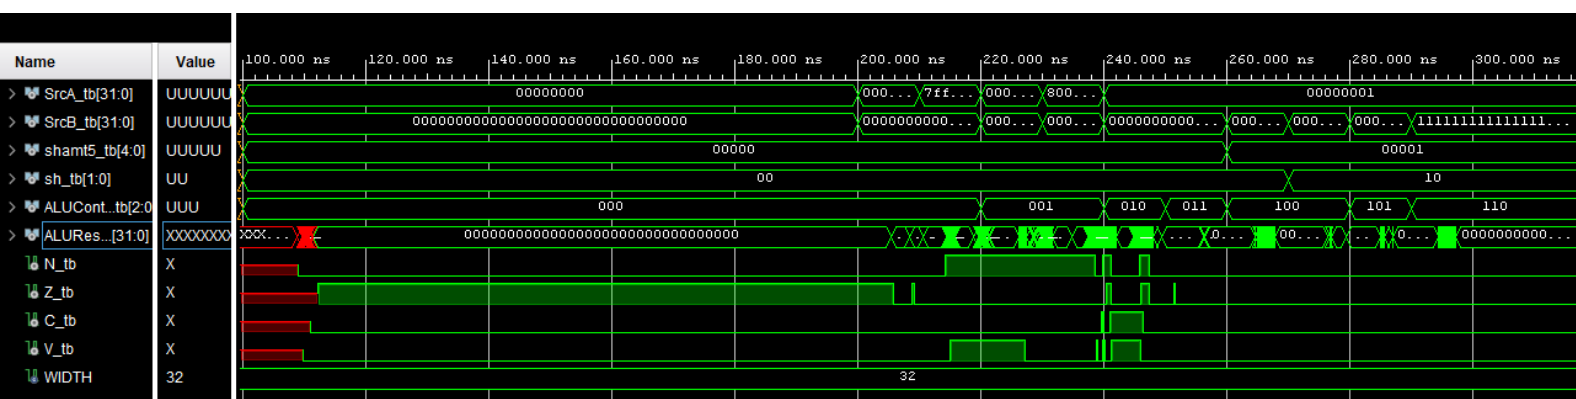 Name Value 100.000 ns 120.000 ns 140.000 ns 160.000 ns 180.000 ns 200.000 ns 220.000 ns 240.000 ns 260.000 ns 280.000 ns 300.000 ns
SrcA_tb[31:0] UUUUUU 00000000 000... 7ff... 000... 800... 00000001
SrcB_tb[31:0] UUUUUU 00000000000000000000000000000000 0000000000... 000... 000... 0000000000... 000... 000... 000... 111111111111111...
shamt5_tb[4:0] UUUUU 00000 00001
sh_tb[1:0] UU 00 10
ALUCont...tb[2:0 UUU 000 001 010 011 100 101 110
ALURes...[31:0] XXXXXXXX XXX... 00000000000000000000000000000000 ... 0... 00... 0... 0000000000...
N_tb X
Z_tb X
C_tb X
V_tb X
WIDTH 32 32